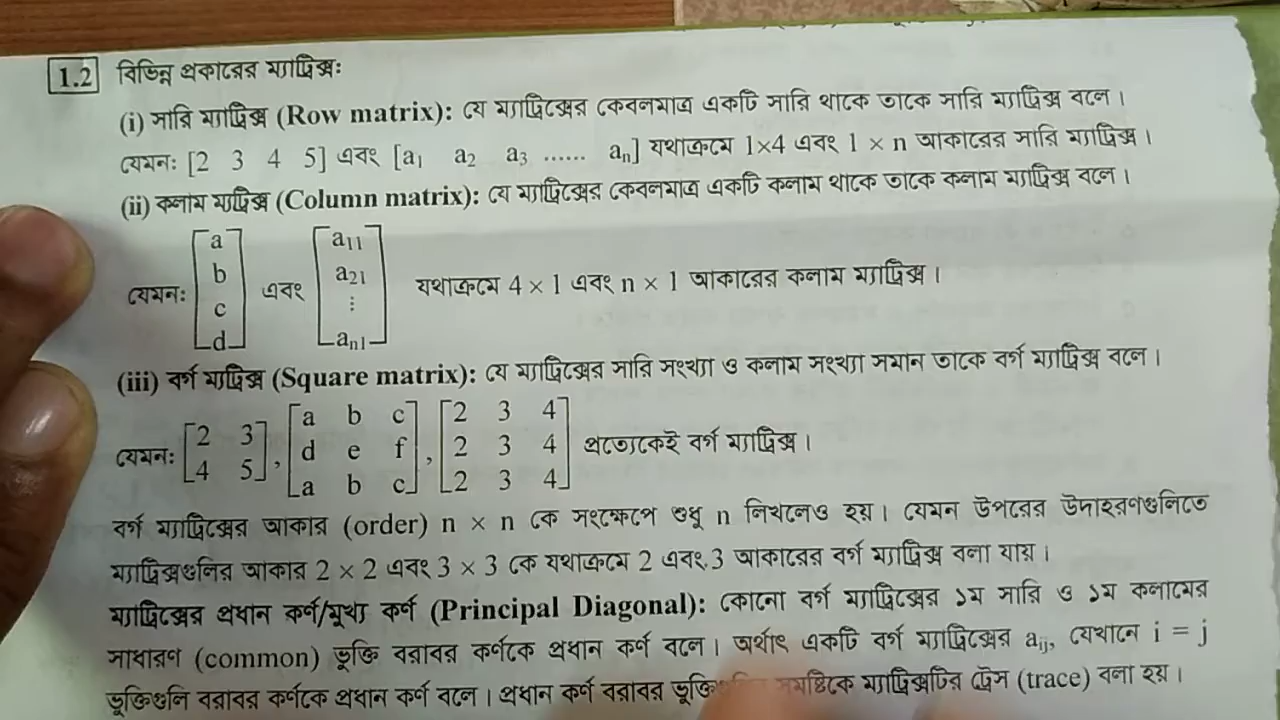 1.2 বিভিন্ন প্রকারের ম্যাট্রিক্স:
(i) সারি ম্যাট্রিক্স (Row matrix): যে ম্যাট্রিক্সের কেবলমাত্র একটি সারি থাকে তাকে সারি ম্যাট্রিক্স বলে।
যেমন: [2 3 4 5] এবং [a₁ a₂ a₃ ...... aₙ] যথাক্রমে 1×4 এবং 1 × n আকারের সারি ম্যাট্রিক্স।
(ii) কলাম ম্যাট্রিক্স (Column matrix): যে ম্যাট্রিক্সের কেবলমাত্র একটি কলাম থাকে তাকে কলাম ম্যাট্রিক্স বলে।
a a₁₁
b a₂₁
যেমন: এবং ⋮ যথাক্রমে 4 × 1 এবং n × 1 আকারের কলাম ম্যাট্রিক্স।
c
d aₙ₁
(iii) বর্গ ম্যাট্রিক্স (Square matrix): যে ম্যাট্রিক্সের সারি সংখ্যা ও কলাম সংখ্যা সমান তাকে বর্গ ম্যাট্রিক্স বলে।
a b c 2 3 4
2 3
যেমন: , d e f , 2 3 4 প্রত্যেকেই বর্গ ম্যাট্রিক্স।
4 5
a b c 2 3 4
বর্গ ম্যাট্রিক্সের আকার (order) n × n কে সংক্ষেপে শুধু n লিখলেও হয়। যেমন উপরের উদাহরণগুলিতে
ম্যাট্রিক্সগুলির আকার 2 × 2 এবং 3 × 3 কে যথাক্রমে 2 এবং 3 আকারের বর্গ ম্যাট্রিক্স বলা যায়।
ম্যাট্রিক্সের প্রধান কর্ণ/মূখ্য কর্ণ (Principal Diagonal): কোনো বর্গ ম্যাট্রিক্সের ১ম সারি ও ১ম কলামের
সাধারণ (common) ভূক্তি বরাবর কর্ণকে প্রধান কর্ণ বলে। অর্থাৎ একটি বর্গ ম্যাট্রিক্সের aᵢⱼ, যেখানে i = j
ভূক্তিগুলি বরাবর কর্ণকে প্রধান কর্ণ বলে। প্রধান কর্ণ বরাবর সমষ্টিকে ম্যাট্রিক্সটির ট্রেস (trace) বলা হয়।